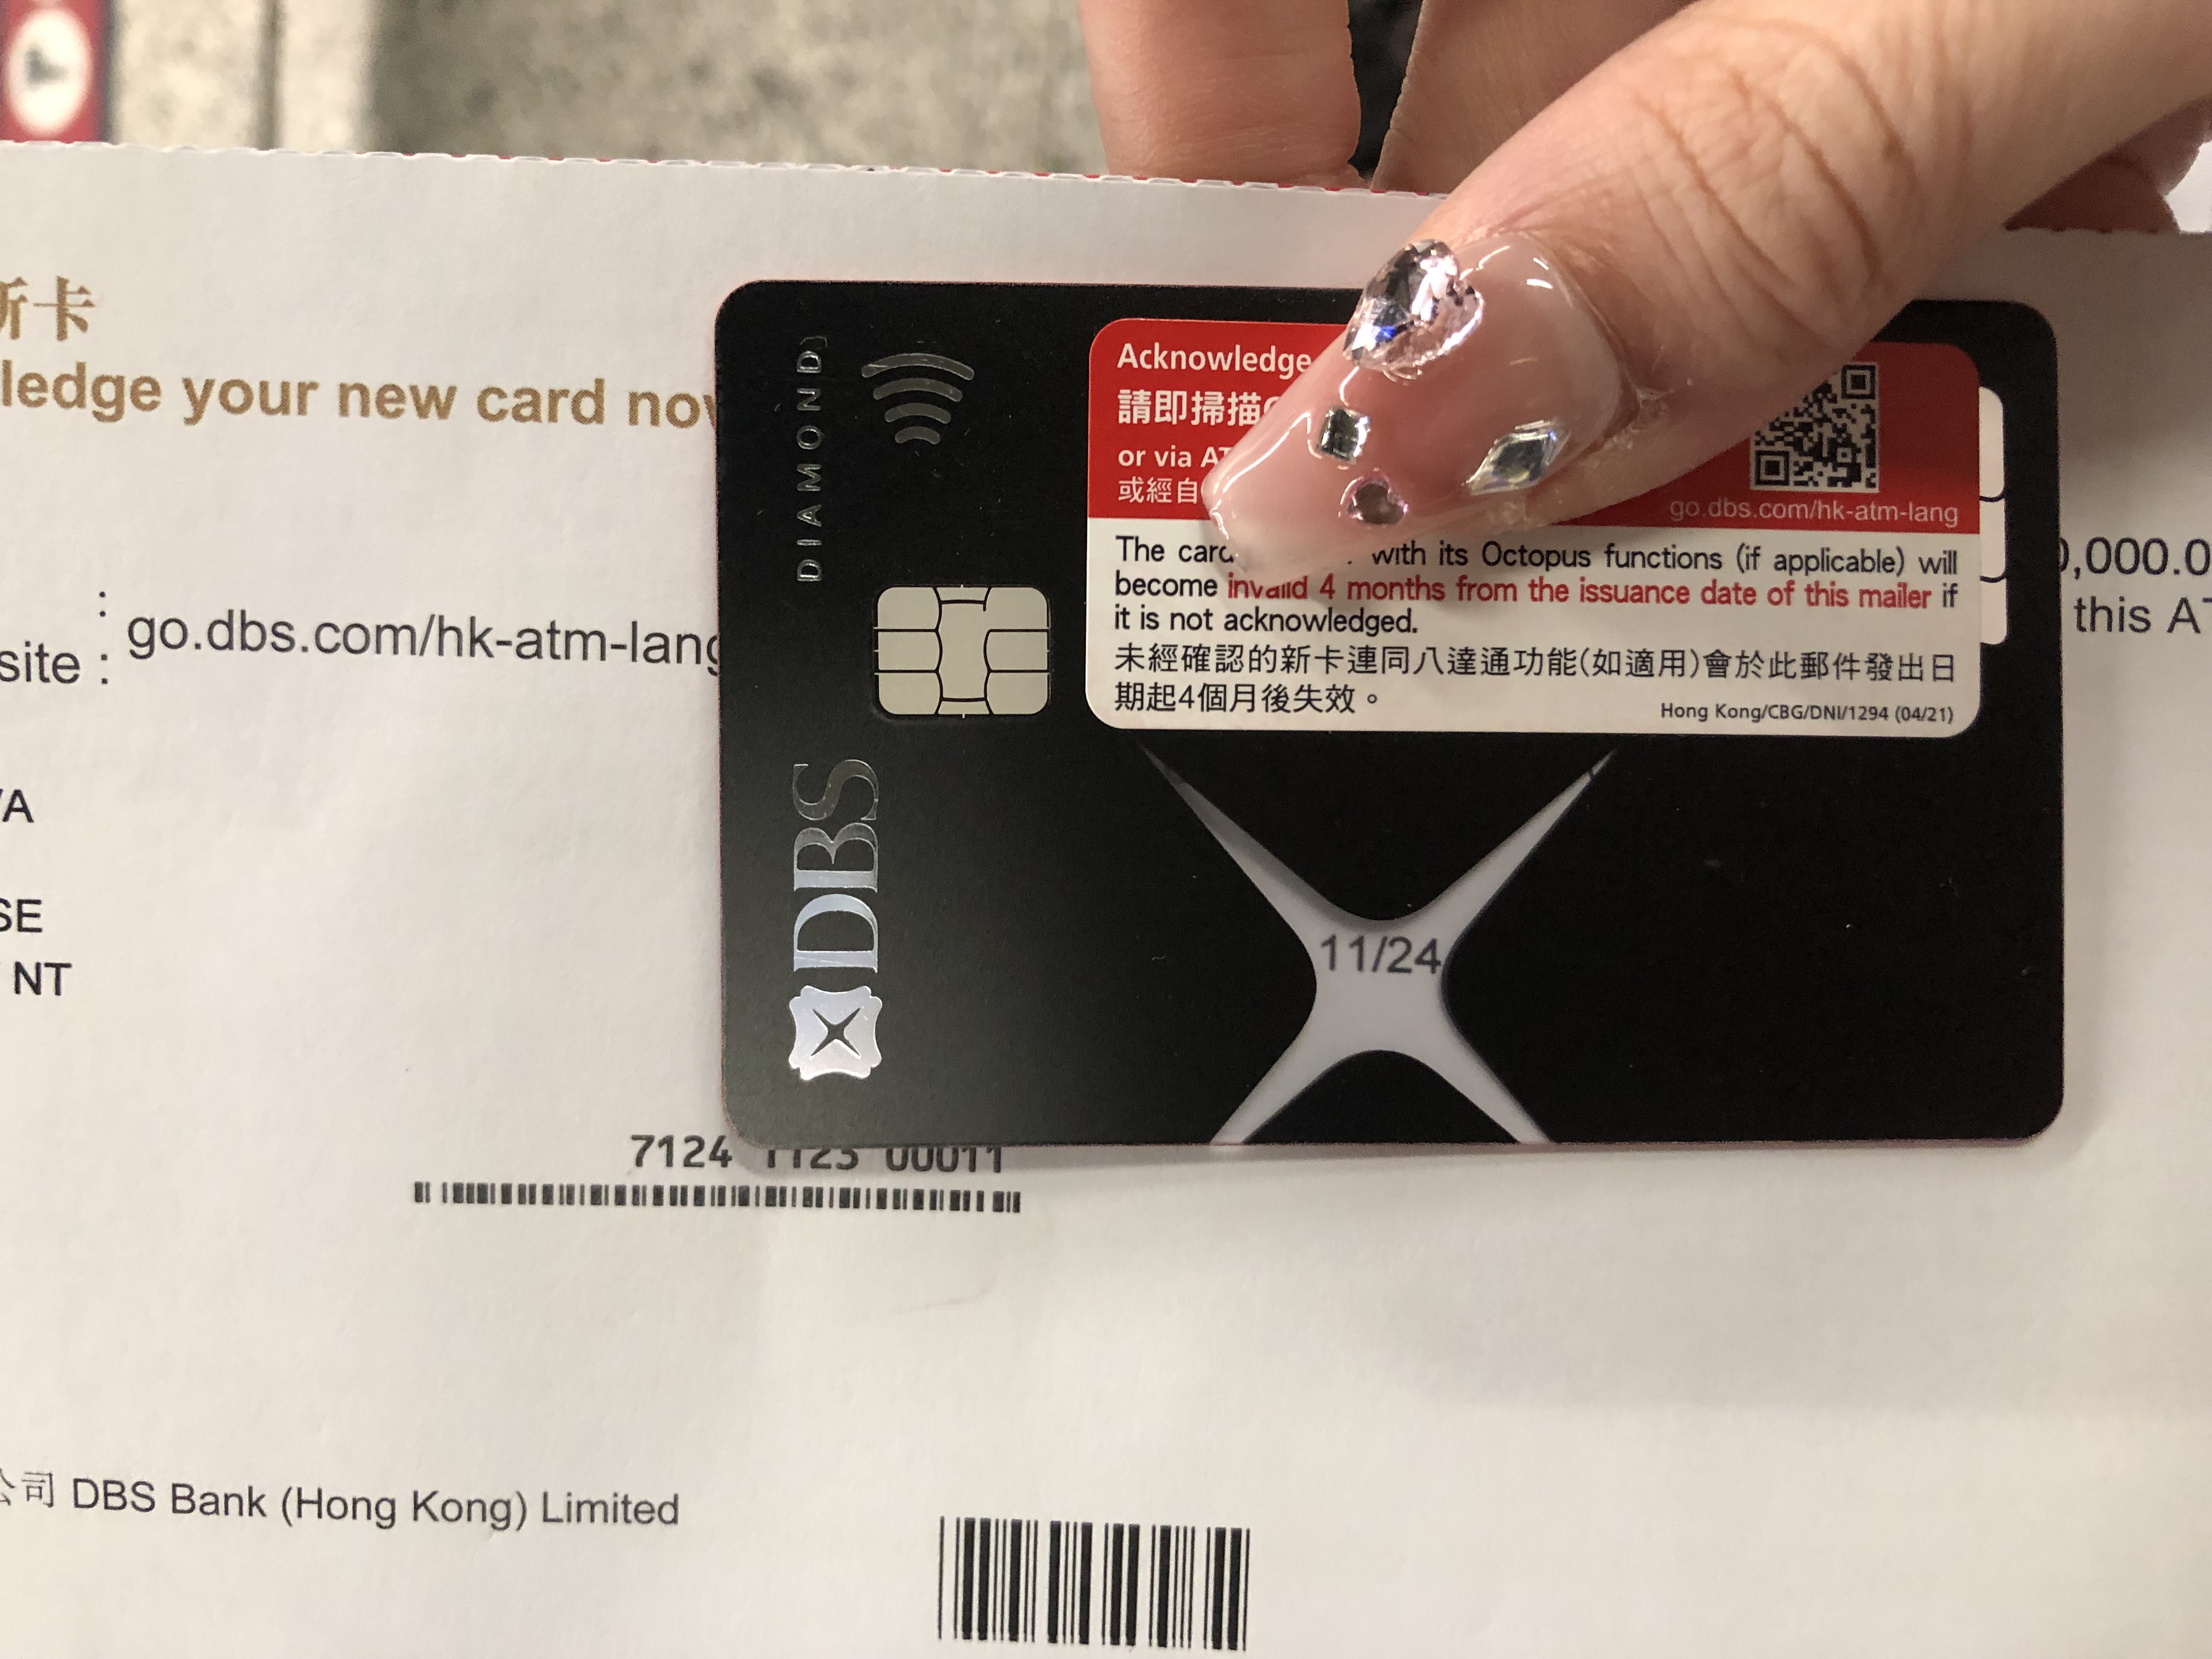 新卡
ledge your new card now
:
site : go.dbs.com/hk-atm-lang
/A
SE
NT
DIAMOND
DBS
Acknowledge
請即掃描
or via
或經自
go.dbs.com/hk-atm-lang
The card with its Octopus functions (if applicable) will
become invalid 4 months from the issuance date of this mailer if
it is not acknowledged.
未經確認的新卡連同八達通功能(如適用)會於此郵件發出日
期起4個月後失效。
Hong Kong/CBG/DNI/1294 (04/21)
,000.0
this
11/24
7124 1123 00011
公司 DBS Bank (Hong Kong) Limited